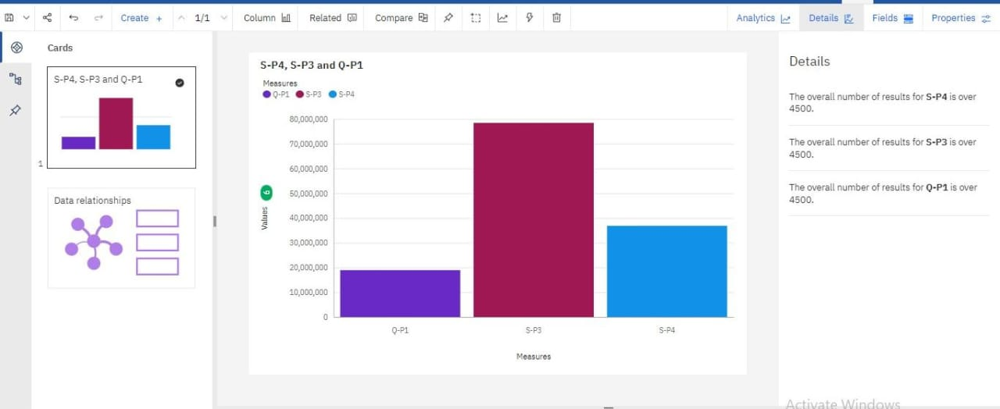 Create + 1/1 Column Related Compare Analytics Details Fields Properties
Cards
S-P4, S-P3 and Q-P1
1
Data relationships
S-P4, S-P3 and Q-P1
Measures
Q-P1 S-P3 S-P4
80,000,000
70,000,000
60,000,000
50,000,000
40,000,000
30,000,000
20,000,000
10,000,000
0
Values 6
Q-P1 S-P3 S-P4
Measures
Details
The overall number of results for S-P4 is over
4500.
The overall number of results for S-P3 is over
4500.
The overall number of results for Q-P1 is over
4500.
Activate Windows